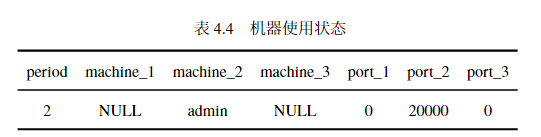 表 4.4 机器使用状态
period machine_1 machine_2 machine_3 port_1 port_2 port_3
2 NULL admin NULL 0 20000 0